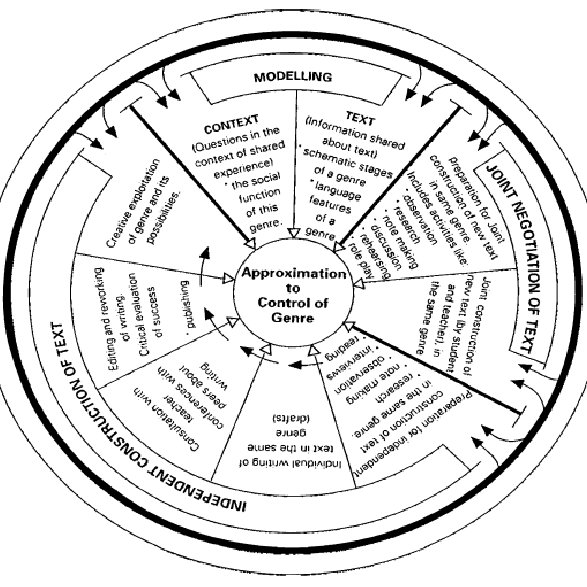 MODELLING
CONTEXT
(Questions in the
context of shared
experience)
* the social
function
of this
genre.
TEXT
(Information shared
about text)
* schematic stages
of a genre
* language
features
of a
genre
JOINT NEGOTIATION OF TEXT
preparation for Joint
construction of new text
in same genre.
Includes activities like:
observation
* research
* note making
* discussion
* rehearsing
* role play
Joint construction of
new text (by student
and teacher), in
the same genre
INDEPENDENT CONSTRUCTION OF TEXT
Preparation for independent
construction of text
in the same genre
* research
* note making
observation
* interviews
reading
Individual writing of
text in the same
genre
(drafts)
Consultation with
teacher
conferences with
peers about
writing
Editing and reworking
of writing
Critical evaluation
of success
* publishing
Creative exploration
of genre and its
possibilities.
Approximation
to
Control of
Genre